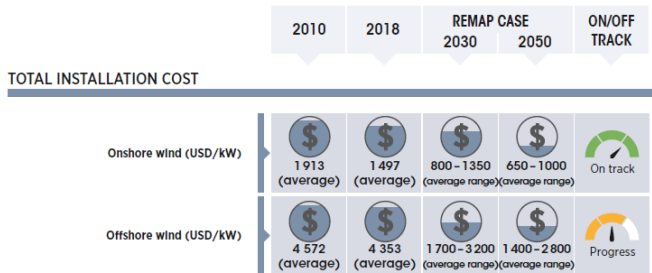 2010 2018 REMAP CASE ON/OFF
2030 2050 TRACK
TOTAL INSTALLATION COST
Onshore wind (USD/kW)
$ $ $ $
1 913 1 497 800 – 1350 650 – 1000 On track
(average) (average) (average range) (average range)
Offshore wind (USD/kW)
$ $ $ $
4 572 4 353 1 700 – 3 200 1 400 – 2 800 Progress
(average) (average) (average range) (average range)